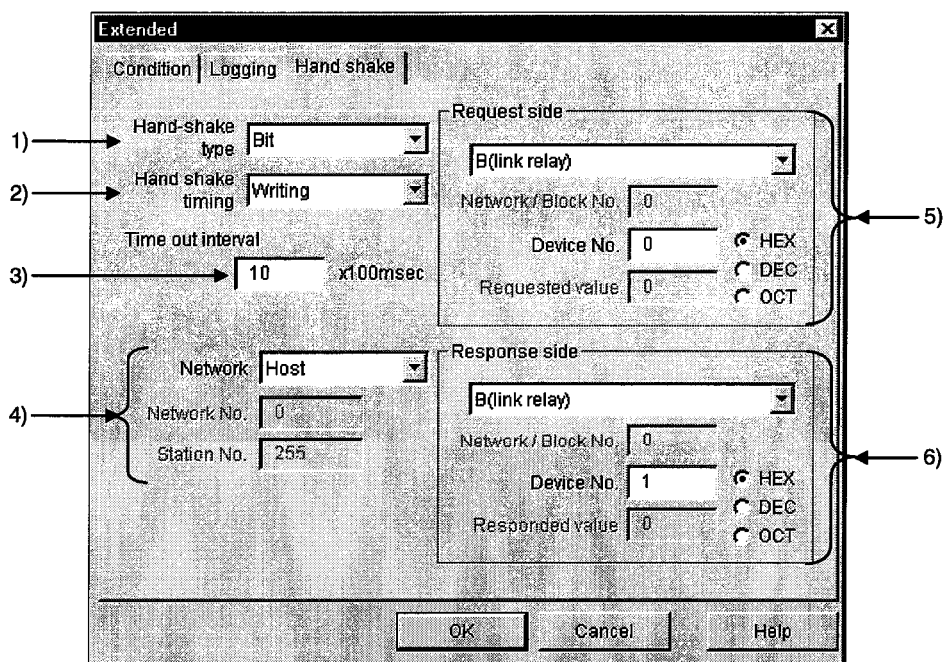 Extended
Condition Logging Hand shake
1)
Hand-shake type Bit
2)
Hand shake timing Writing
Time out interval
3)
10 x100msec
4)
Network Host
Network No. 0
Station No. 255
Request side
B(link relay)
Network / Block No. 0
Device No. 0
Requested value 0
HEX
DEC
OCT
5)
Response side
B(link relay)
Network / Block No. 0
Device No. 1
Responded value 0
HEX
DEC
OCT
6)
OK Cancel Help